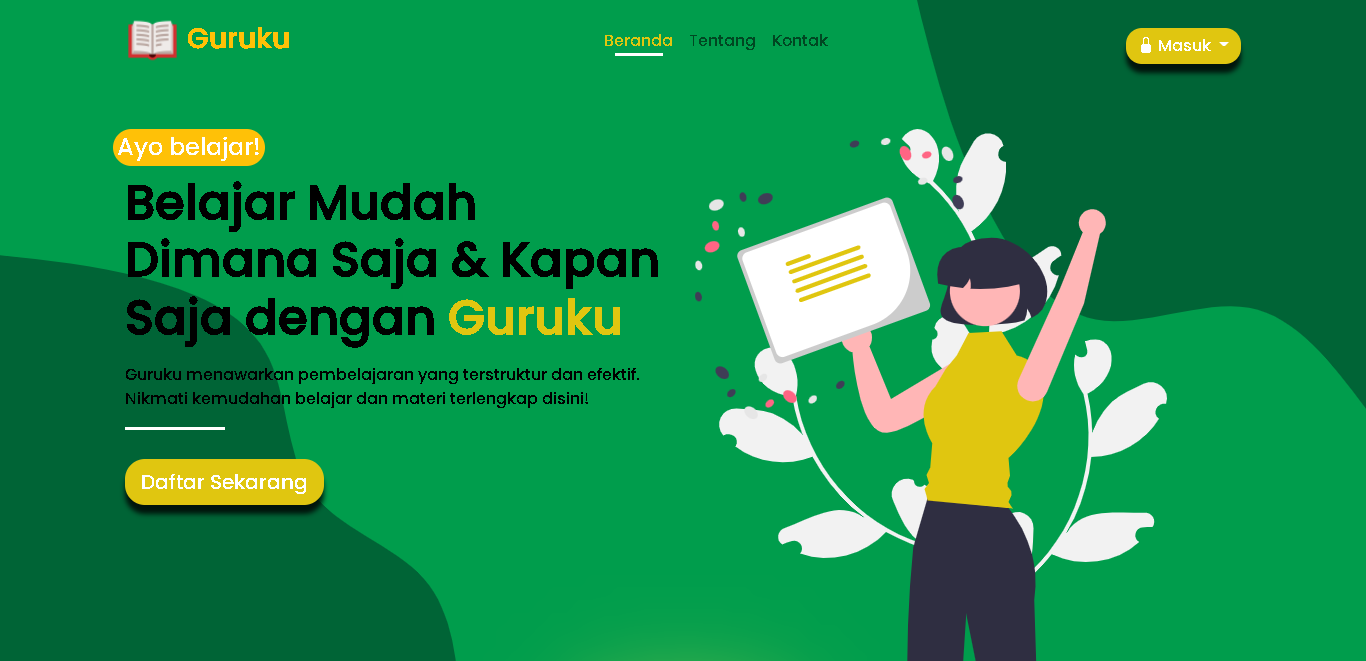 Guruku
Beranda Tentang Kontak
Masuk
Ayo belajar!
Belajar Mudah
Dimana Saja & Kapan
Saja dengan Guruku
Guruku menawarkan pembelajaran yang terstruktur dan efektif.
Nikmati kemudahan belajar dan materi terlengkap disini!
Daftar Sekarang